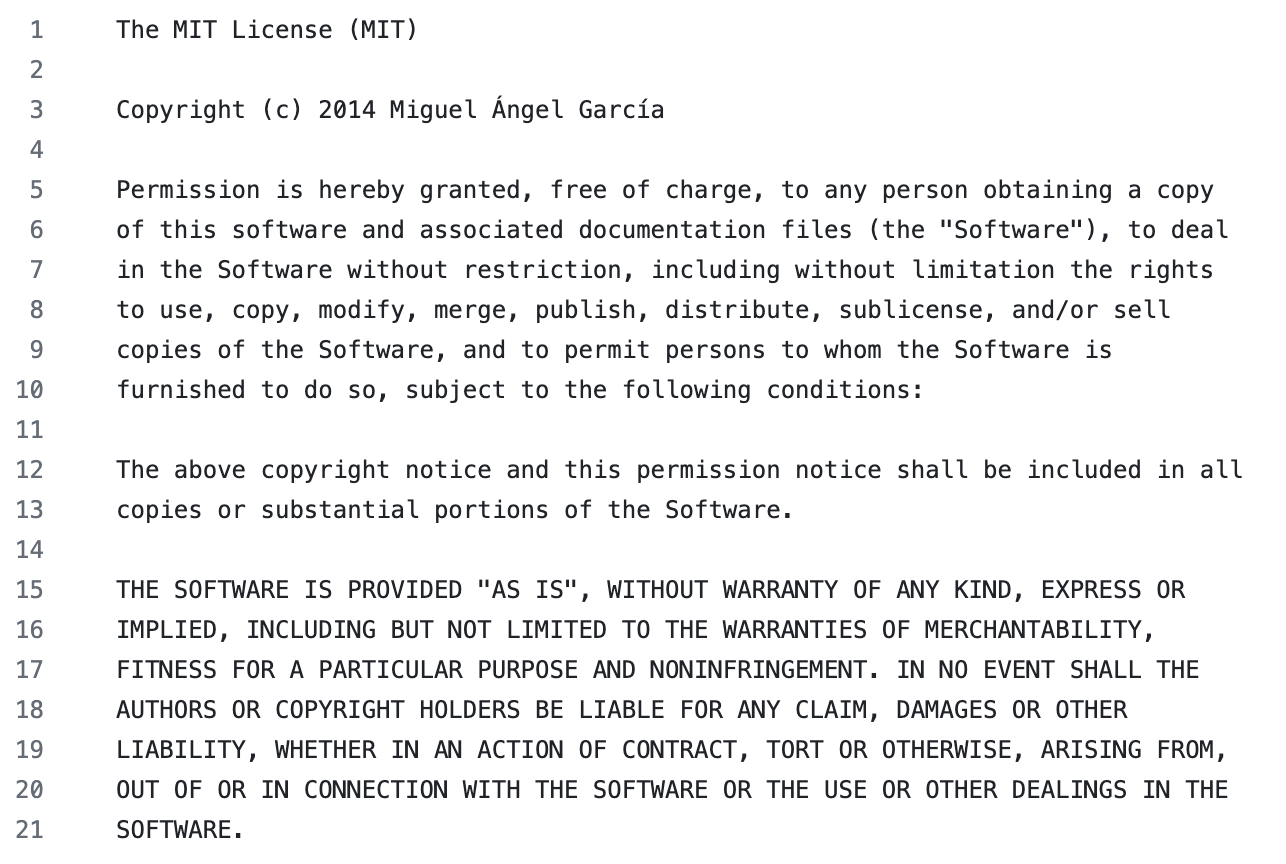 1 The MIT License (MIT)
2
3 Copyright (c) 2014 Miguel Ángel García
4
5 Permission is hereby granted, free of charge, to any person obtaining a copy
6 of this software and associated documentation files (the "Software"), to deal
7 in the Software without restriction, including without limitation the rights
8 to use, copy, modify, merge, publish, distribute, sublicense, and/or sell
9 copies of the Software, and to permit persons to whom the Software is
10 furnished to do so, subject to the following conditions:
11
12 The above copyright notice and this permission notice shall be included in all
13 copies or substantial portions of the Software.
14
15 THE SOFTWARE IS PROVIDED "AS IS", WITHOUT WARRANTY OF ANY KIND, EXPRESS OR
16 IMPLIED, INCLUDING BUT NOT LIMITED TO THE WARRANTIES OF MERCHANTABILITY,
17 FITNESS FOR A PARTICULAR PURPOSE AND NONINFRINGEMENT. IN NO EVENT SHALL THE
18 AUTHORS OR COPYRIGHT HOLDERS BE LIABLE FOR ANY CLAIM, DAMAGES OR OTHER
19 LIABILITY, WHETHER IN AN ACTION OF CONTRACT, TORT OR OTHERWISE, ARISING FROM,
20 OUT OF OR IN CONNECTION WITH THE SOFTWARE OR THE USE OR OTHER DEALINGS IN THE
21 SOFTWARE.